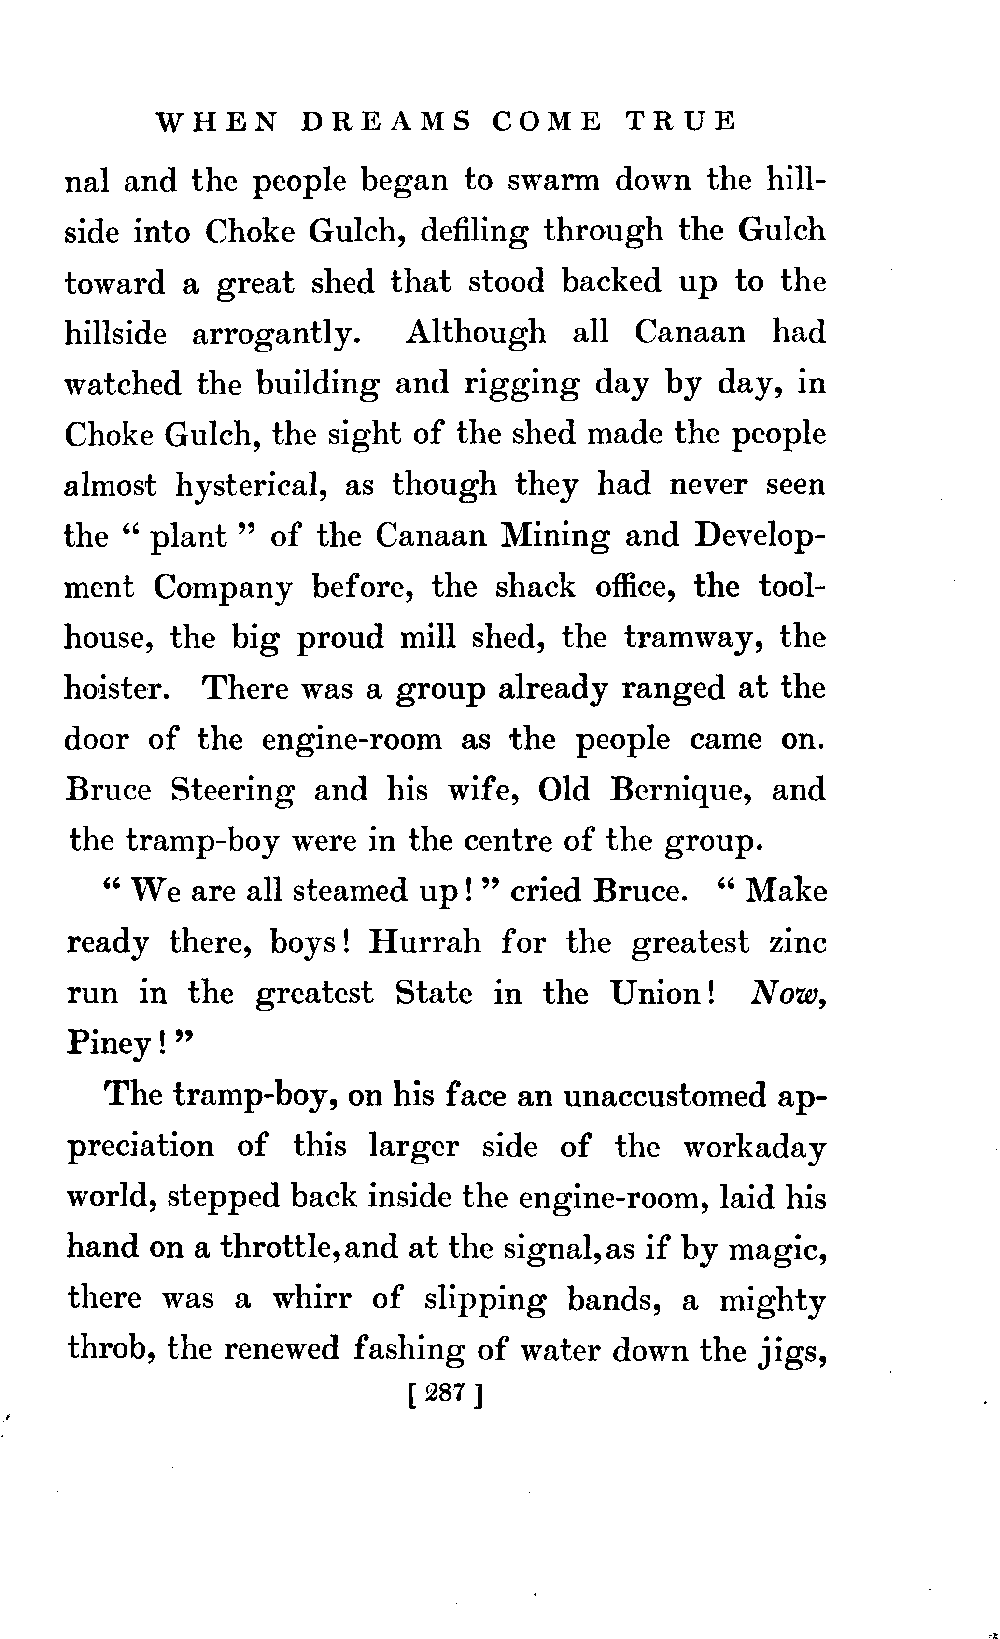 WHEN DREAMS COME TRUE
nal and the people began to swarm down the hill-
side into Choke Gulch, defiling through the Gulch
toward a great shed that stood backed up to the
hillside arrogantly. Although all Canaan had
watched the building and rigging day by day, in
Choke Gulch, the sight of the shed made the people
almost hysterical, as though they had never seen
the “ plant ” of the Canaan Mining and Develop-
ment Company before, the shack office, the tool-
house, the big proud mill shed, the tramway, the
hoister. There was a group already ranged at the
door of the engine-room as the people came on.
Bruce Steering and his wife, Old Bernique, and
the tramp-boy were in the centre of the group.
“ We are all steamed up! ” cried Bruce. “ Make
ready there, boys! Hurrah for the greatest zinc
run in the greatest State in the Union! Now,
Piney! ”
The tramp-boy, on his face an unaccustomed ap-
preciation of this larger side of the workaday
world, stepped back inside the engine-room, laid his
hand on a throttle, and at the signal, as if by magic,
there was a whirr of slipping bands, a mighty
throb, the renewed fashing of water down the jigs,
[ 287 ]